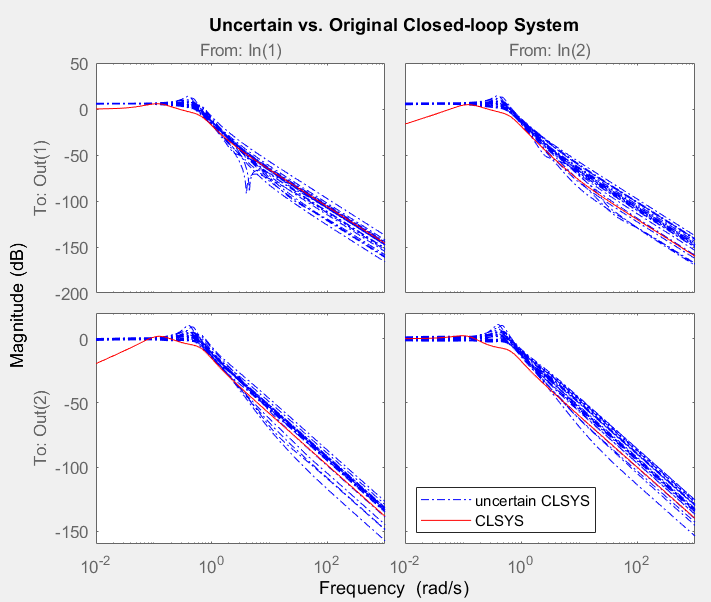 Uncertain vs. Original Closed-loop System
From: In(1)
From: In(2)
To: Out(1)
50
0
-50
-100
-150
-200
Magnitude (dB)
To: Out(2)
0
-50
-100
-150
uncertain CLSYS
CLSYS
10^-2
10^0
10^2
10^-2
10^0
10^2
Frequency (rad/s)